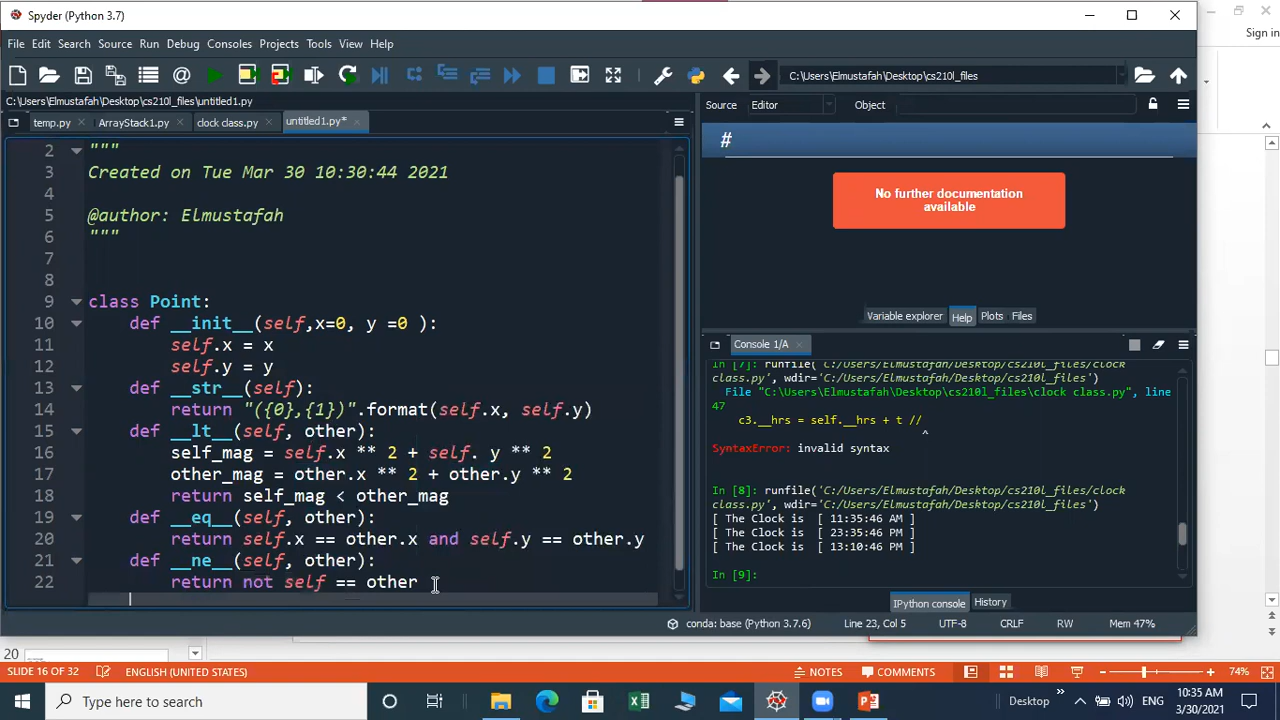 Spyder (Python 3.7)
Sign in
File Edit Search Source Run Debug Consoles Projects Tools View Help
C:\Users\Elmustafah\Desktop\cs210l_files
C:\Users\Elmustafah\Desktop\cs210l_files\untitled1.py
temp.py ArrayStack1.py clock class.py untitled1.py*
2 """
3 Created on Tue Mar 30 10:30:44 2021
4
5 @author: Elmustafah
6 """
7
8
9 class Point:
10 def __init__(self,x=0, y =0 ):
11 self.x = x
12 self.y = y
13 def __str__(self):
14 return "({0},{1})".format(self.x, self.y)
15 def __lt__(self, other):
16 self_mag = self.x ** 2 + self. y ** 2
17 other_mag = other.x ** 2 + other.y ** 2
18 return self_mag < other_mag
19 def __eq__(self, other):
20 return self.x == other.x and self.y == other.y
21 def __ne__(self, other):
22 return not self == other
Source Editor Object
#
No further documentation
available
Variable explorer Help Plots Files
Console 1/A
In [7]: runfile('C:/Users/Elmustafah/Desktop/cs210l_files/clock
class.py', wdir='C:/Users/Elmustafah/Desktop/cs210l_files')
File "C:\Users\Elmustafah\Desktop\cs210l_files\clock class.py", line
47
c3.__hrs = self.__hrs + t //
^
SyntaxError: invalid syntax
In [8]: runfile('C:/Users/Elmustafah/Desktop/cs210l_files/clock
class.py', wdir='C:/Users/Elmustafah/Desktop/cs210l_files')
[ The Clock is [ 11:35:46 AM ]
[ The Clock is [ 23:35:46 PM ]
[ The Clock is [ 13:10:46 PM ]
In [9]:
IPython console History
conda: base (Python 3.7.6) Line 23, Col 5 UTF-8 CRLF RW Mem 47%
20
SLIDE 16 OF 32 ENGLISH (UNITED STATES) NOTES COMMENTS 74%
Type here to search
Desktop ENG
10:35 AM
3/30/2021